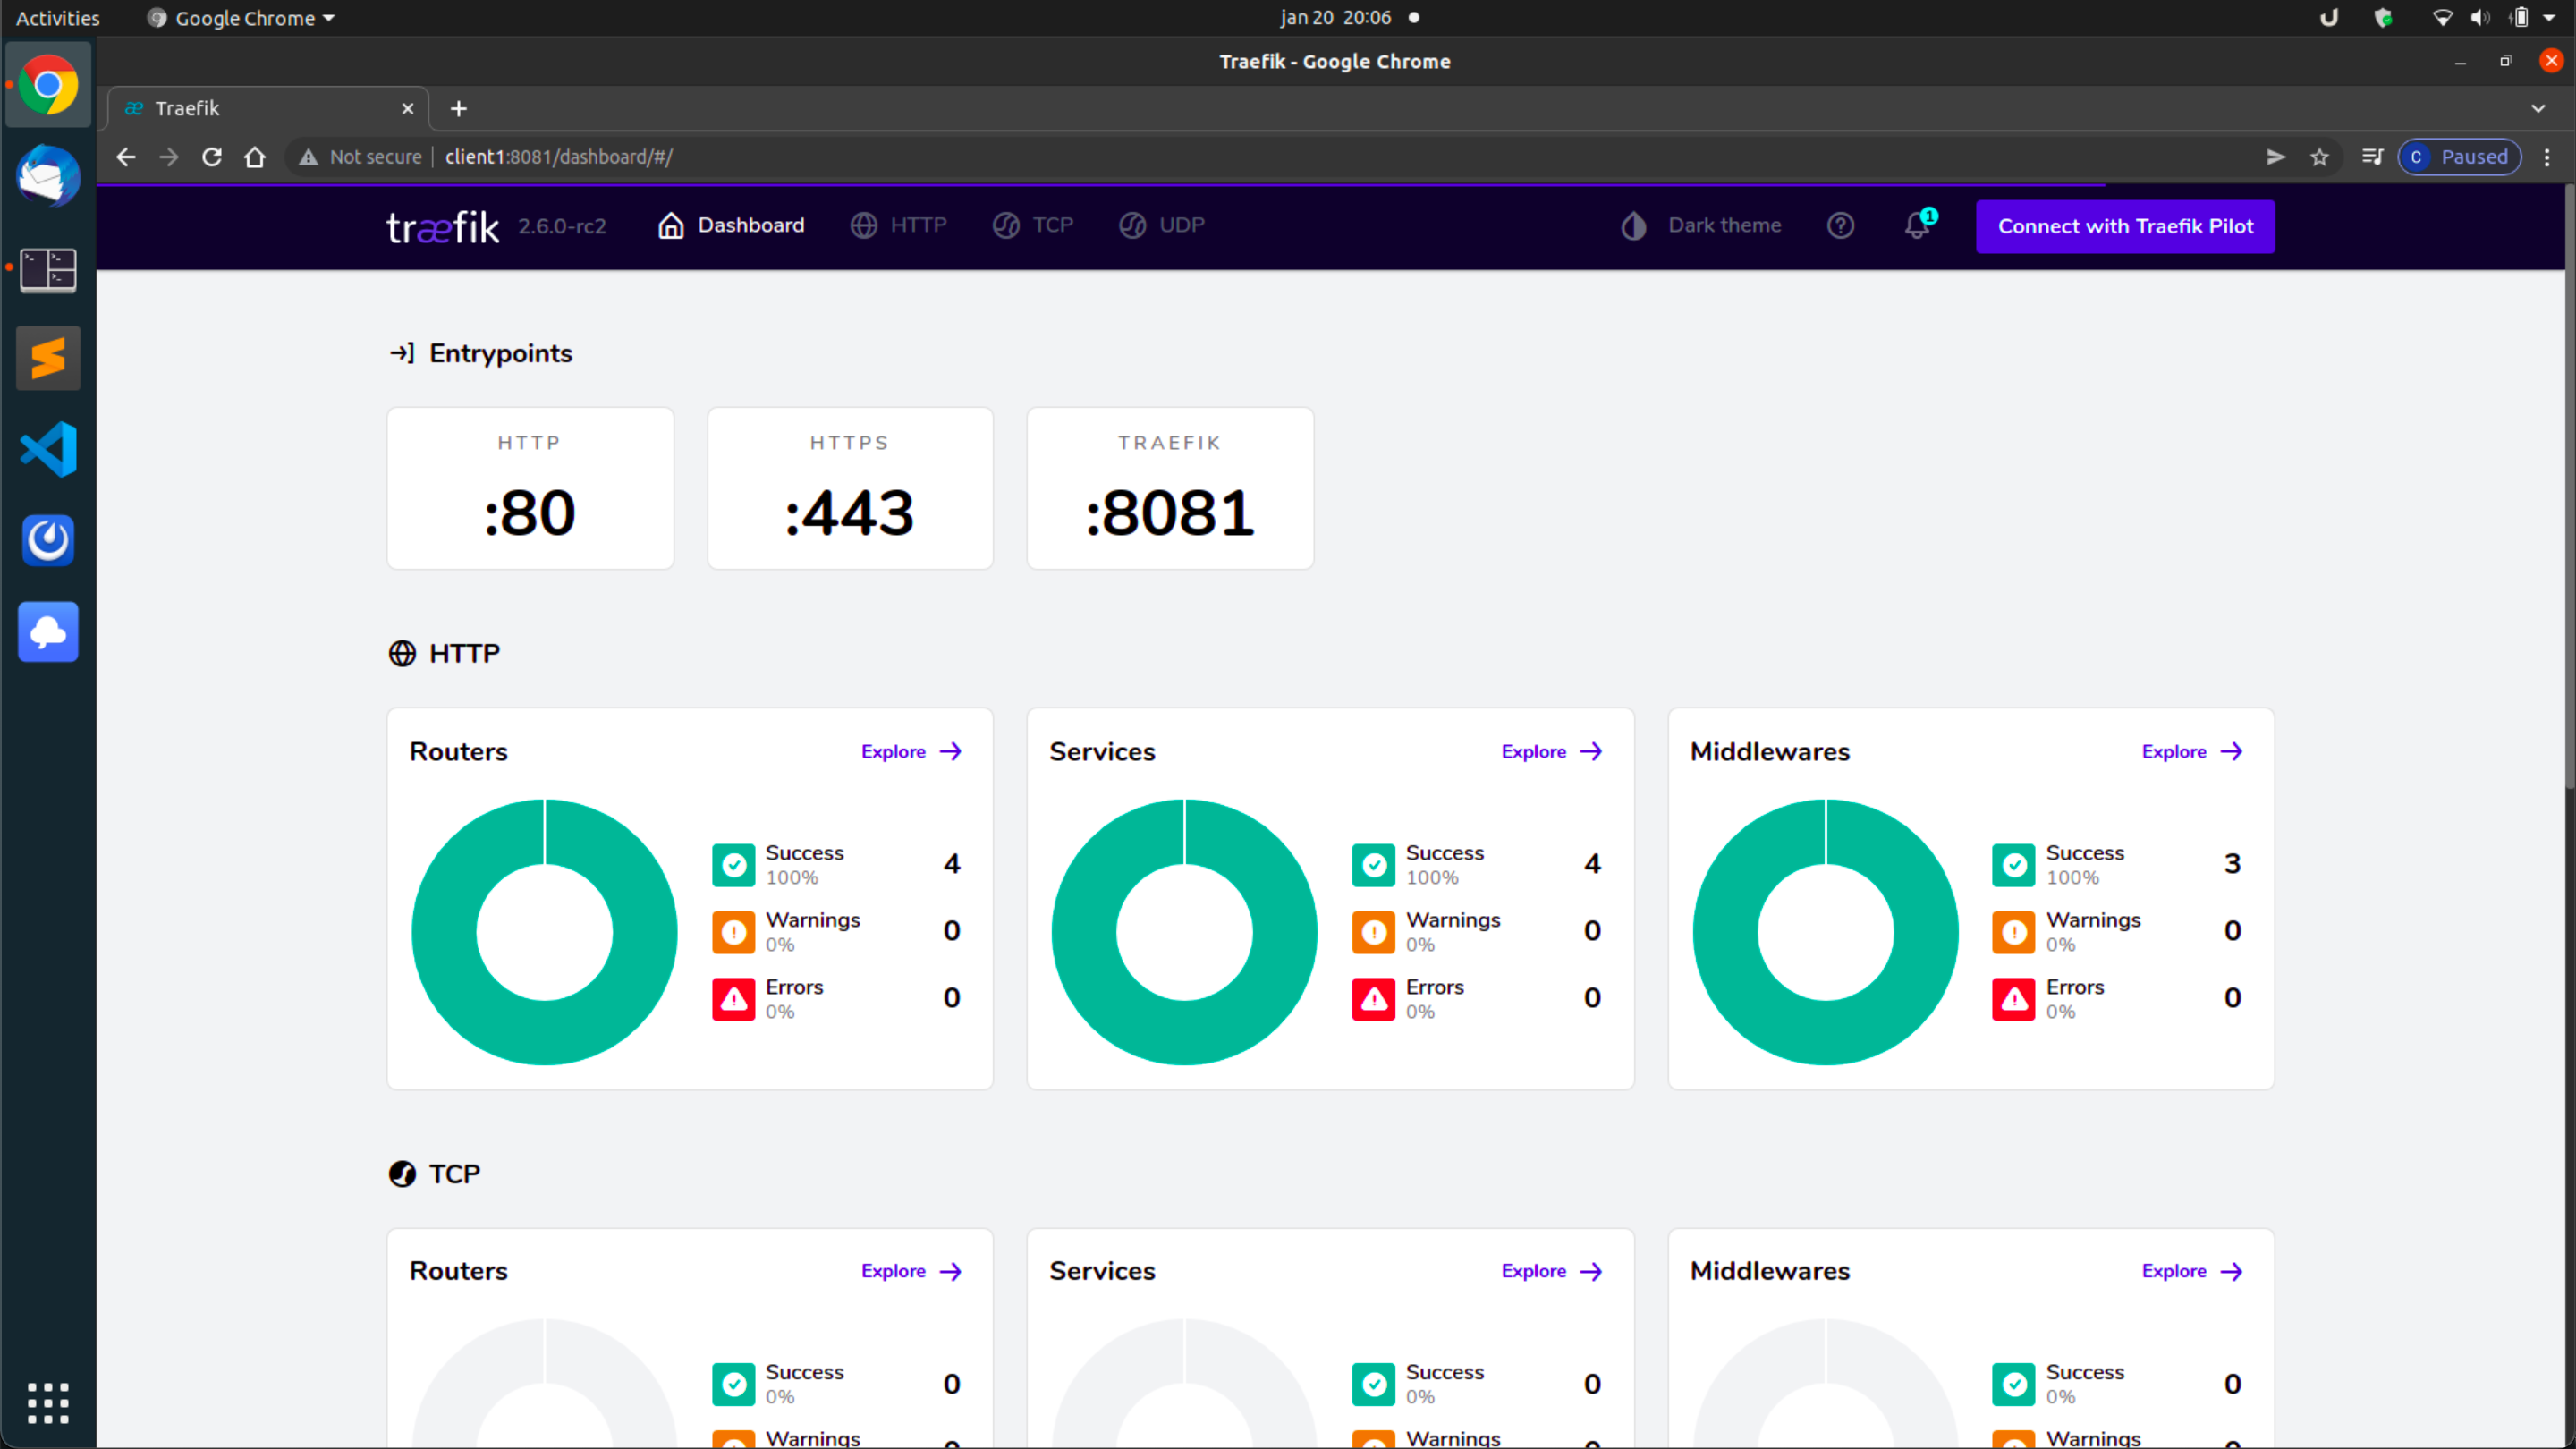 Activities
Google Chrome
jan 20 20:06
Traefik - Google Chrome
Traefik
Not secure
client1:8081/dashboard/#/
C Paused
træfik 2.6.0-rc2
Dashboard
HTTP
TCP
UDP
Dark theme
1
Connect with Traefik Pilot
Entrypoints
HTTP
:80
HTTPS
:443
TRAEFIK
:8081
HTTP
Routers
Explore
Success
100%
4
Warnings
0%
0
Errors
0%
0
Services
Explore
Success
100%
4
Warnings
0%
0
Errors
0%
0
Middlewares
Explore
Success
100%
3
Warnings
0%
0
Errors
0%
0
TCP
Routers
Explore
Success
0%
0
Warnings
Services
Explore
Success
0%
0
Warnings
Middlewares
Explore
Success
0%
0
Warnings